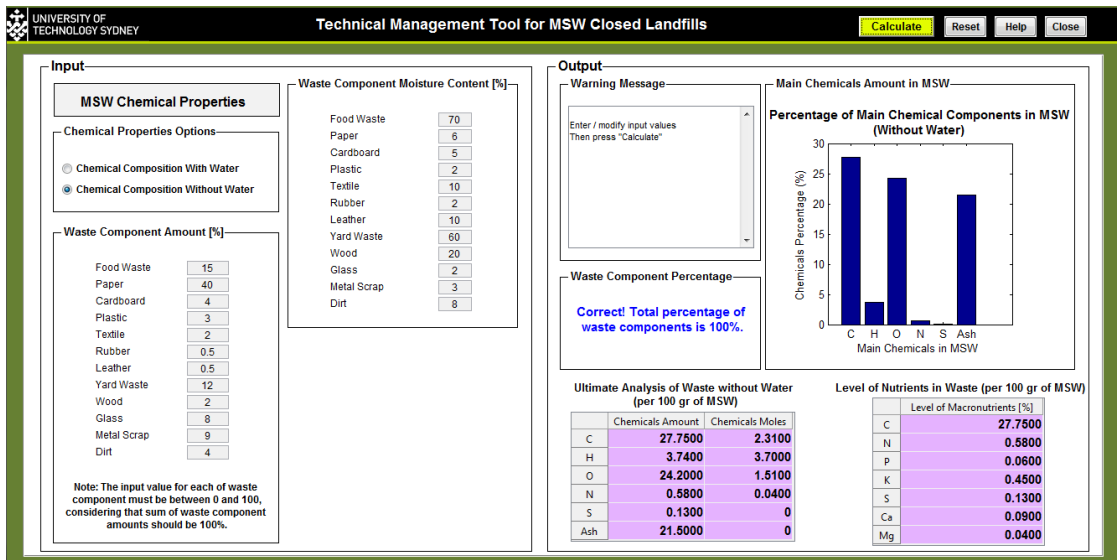 UNIVERSITY OF
TECHNOLOGY SYDNEY
Technical Management Tool for MSW Closed Landfills
Calculate
Reset
Help
Close
Input
MSW Chemical Properties
Chemical Properties Options
Chemical Composition With Water
Chemical Composition Without Water
Waste Component Amount [%]
Food Waste 15
Paper 40
Cardboard 4
Plastic 3
Textile 2
Rubber 0.5
Leather 0.5
Yard Waste 12
Wood 2
Glass 8
Metal Scrap 9
Dirt 4
Note: The input value for each of waste
component must be between 0 and 100,
considering that sum of waste component
amounts should be 100%.
Waste Component Moisture Content [%]
Food Waste 70
Paper 6
Cardboard 5
Plastic 2
Textile 10
Rubber 2
Leather 10
Yard Waste 60
Wood 20
Glass 2
Metal Scrap 3
Dirt 8
Output
Warning Message
Enter / modify input values
Then press "Calculate"
Waste Component Percentage
Correct! Total percentage of
waste components is 100%.
Main Chemicals Amount in MSW
Percentage of Main Chemical Components in MSW
(Without Water)
Chemicals Percentage (%)
30
25
20
15
10
5
0
C H O N S Ash
Main Chemicals in MSW
Ultimate Analysis of Waste without Water
(per 100 gr of MSW)
Chemicals Amount Chemicals Moles
C 27.7500 2.3100
H 3.7400 3.7000
O 24.2000 1.5100
N 0.5800 0.0400
S 0.1300 0
Ash 21.5000 0
Level of Nutrients in Waste (per 100 gr of MSW)
Level of Macronutrients [%]
C 27.7500
N 0.5800
P 0.0600
K 0.4500
S 0.1300
Ca 0.0900
Mg 0.0400